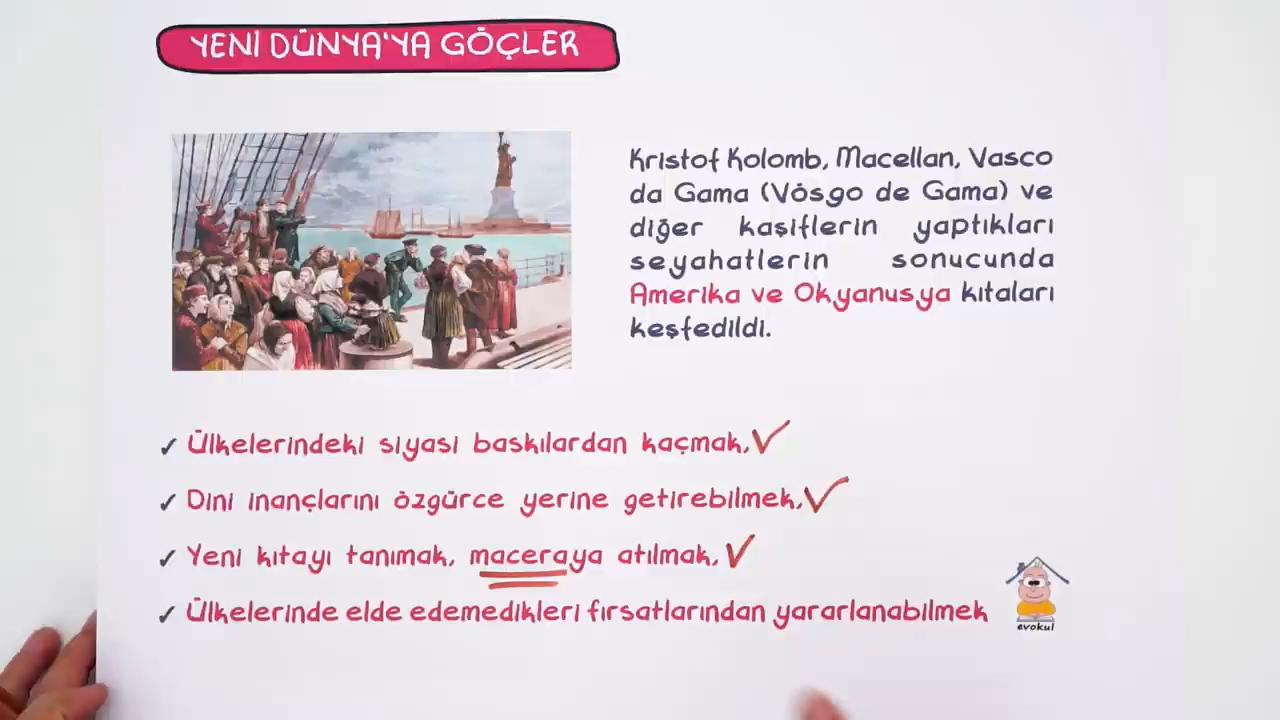 YENİ DÜNYA'YA GÖÇLER
Kristof Kolomb, Macellan, Vasco
da Gama (Vôsgo de Gama) ve
diğer kaşiflerin yaptıkları
seyahatlerin sonucunda
Amerika ve Okyanusya kıtaları
keşfedildi.
✓ Ülkelerindeki siyasi baskılardan kaçmak,
✓ Dini inançlarını özgürce yerine getirebilmek,
✓ Yeni kıtayı tanımak, maceraya atılmak,
✓ Ülkelerinde elde edemedikleri fırsatlarından yararlanabilmek
evokul